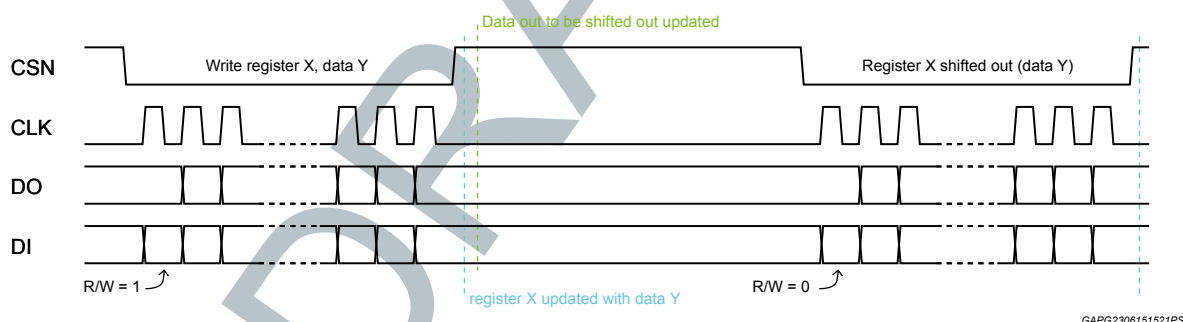 Data out to be shifted out updated
CSN
Write register X, data Y
Register X shifted out (data Y)
CLK
DO
DI
R/W = 1
R/W = 0
register X updated with data Y
GAPG2306151521PS
DRA